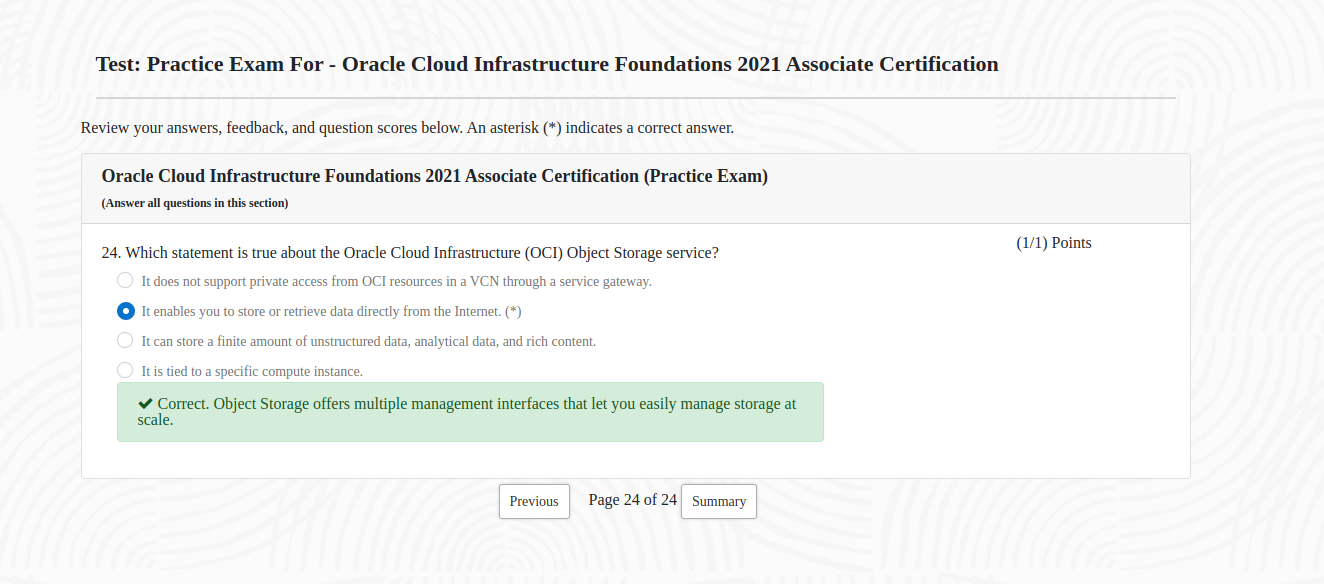 Test: Practice Exam For - Oracle Cloud Infrastructure Foundations 2021 Associate Certification
Review your answers, feedback, and question scores below. An asterisk (*) indicates a correct answer.
Oracle Cloud Infrastructure Foundations 2021 Associate Certification (Practice Exam)
(Answer all questions in this section)
24. Which statement is true about the Oracle Cloud Infrastructure (OCI) Object Storage service?
(1/1) Points
It does not support private access from OCI resources in a VCN through a service gateway.
It enables you to store or retrieve data directly from the Internet. (*)
It can store a finite amount of unstructured data, analytical data, and rich content.
It is tied to a specific compute instance.
Correct. Object Storage offers multiple management interfaces that let you easily manage storage at
scale.
Previous Page 24 of 24 Summary